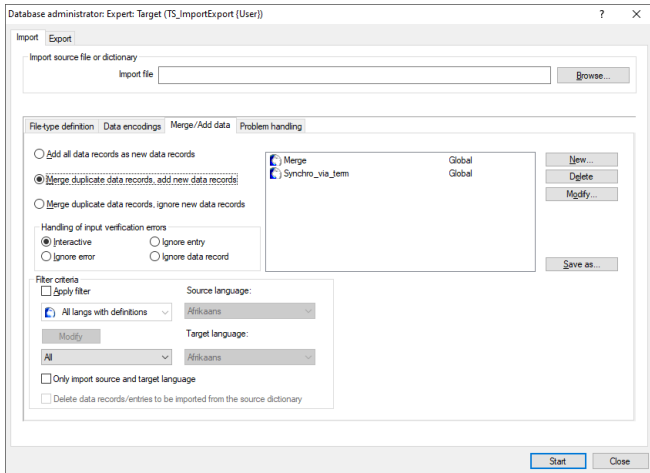 Database administrator: Expert: Target (TS_ImportExport {User})
Import Export
Import source file or dictionary
Import file Browse...
File-type definition Data encodings Merge/Add data Problem handling
Add all data records as new data records
Merge duplicate data records, add new data records
Merge duplicate data records, ignore new data records
Merge Global
Synchro_via_term Global
New...
Delete
Modify...
Save as...
Handling of input verification errors
Interactive Ignore entry
Ignore error Ignore data record
Filter criteria
Apply filter Source language:
All langs with definitions Afrikaans
Modify Target language:
All Afrikaans
Only import source and target language
Delete data records/entries to be imported from the source dictionary
Start Close